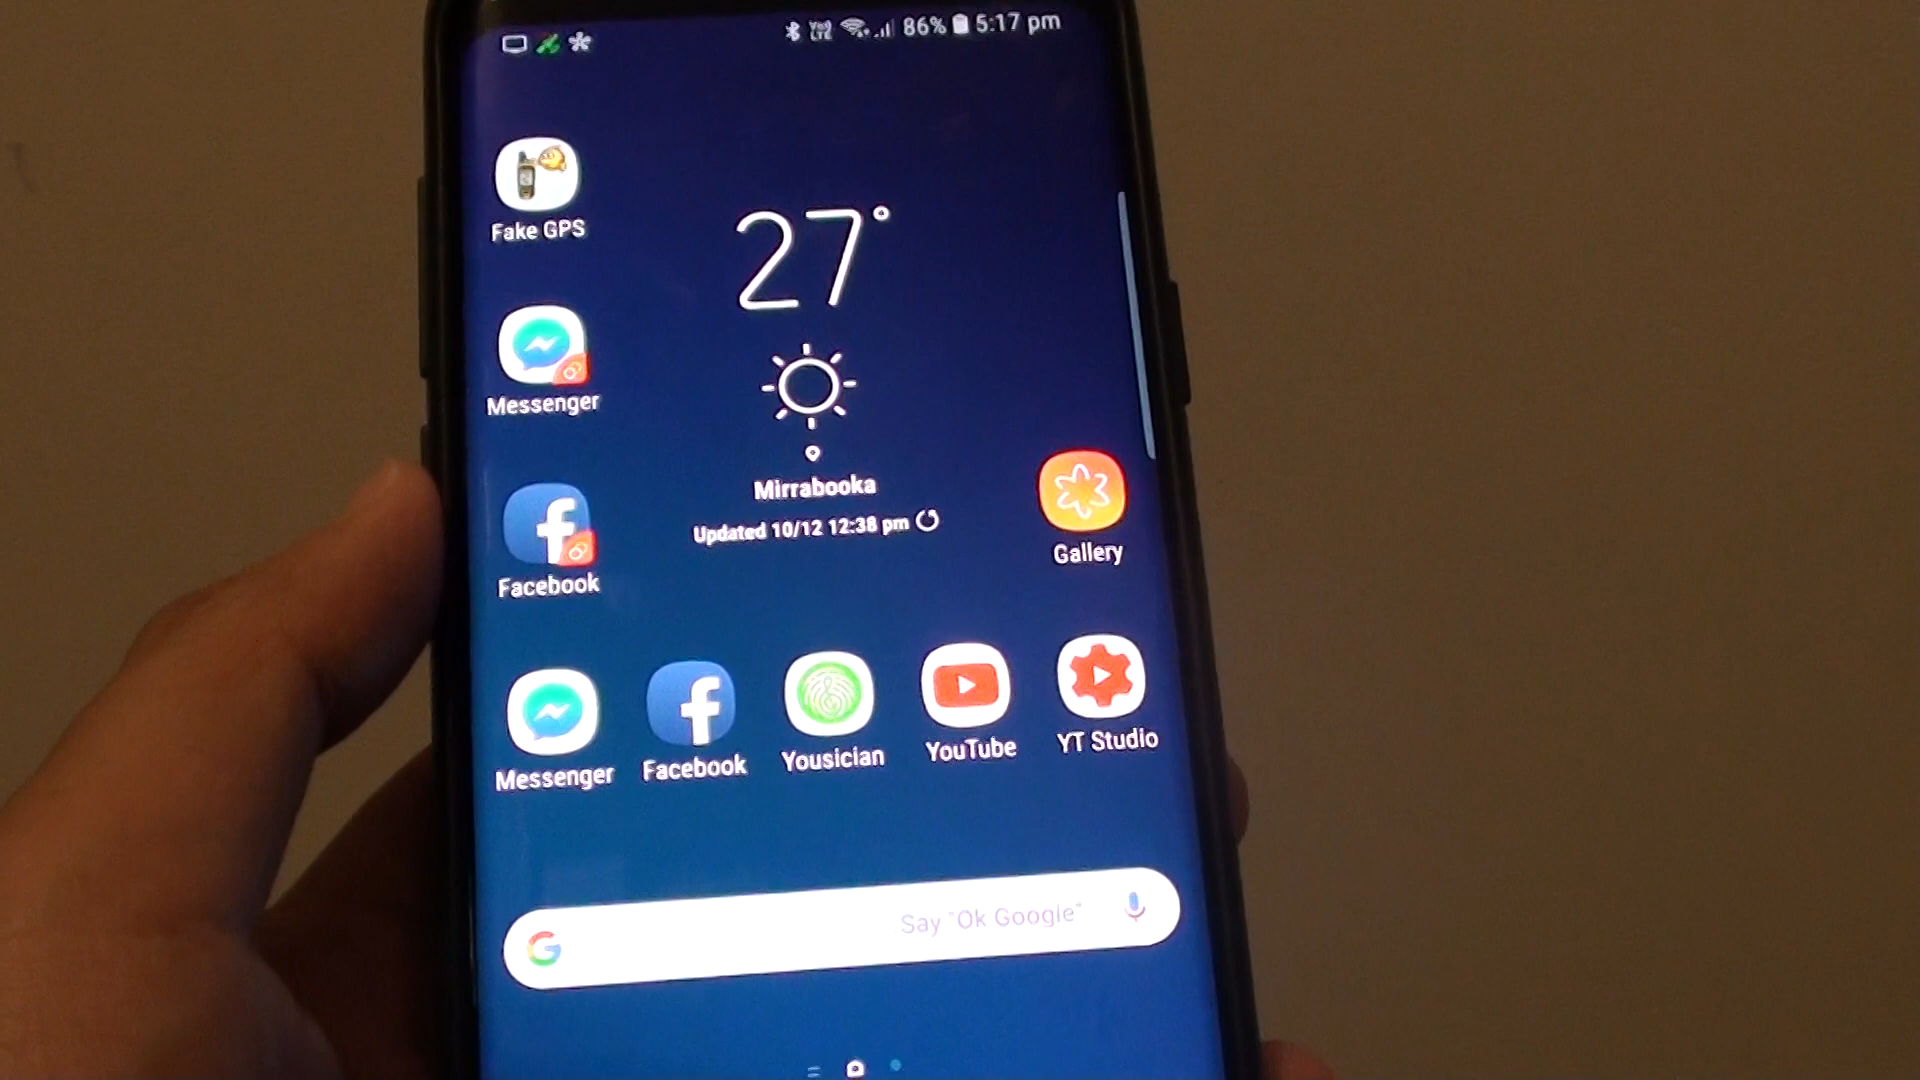 VoLTE 86% 5:17 pm
Fake GPS
27°
Messenger
Mirrabooka
Updated 10/12 12:38 pm
Facebook
Gallery
Messenger
Facebook
Yousician
YouTube
YT Studio
G
Say "Ok Google"